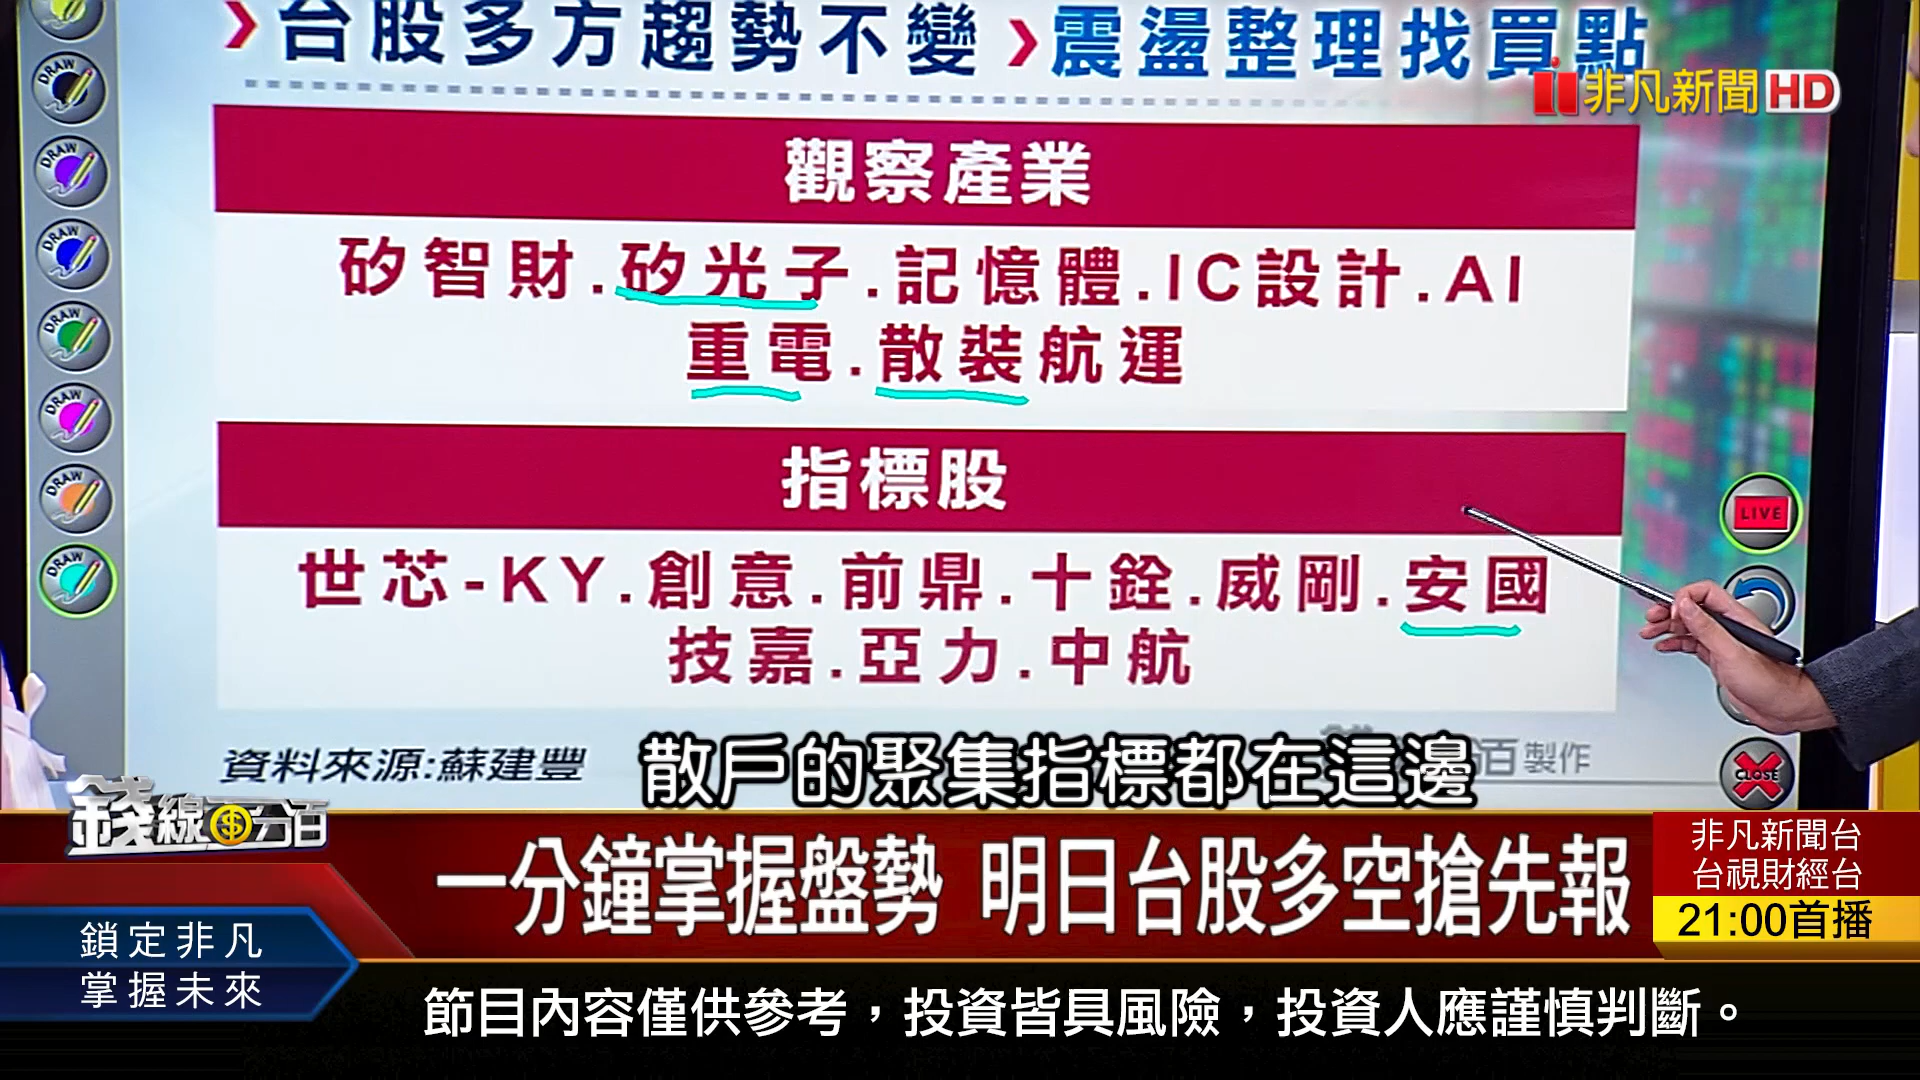 ›台股多方趨勢不變›震盪整理找買點
非凡新聞HD
觀察產業
矽智財.矽光子.記憶體.IC設計.AI
重電.散裝航運
指標股
世芯-KY.創意.前鼎.十銓.威剛.安國
技嘉.亞力.中航
資料來源:蘇建豐
製作
散戶的聚集指標都在這邊
DRAW
DRAW
DRAW
DRAW
DRAW
DRAW
DRAW
LIVE
CLOSE
錢線百分百
一分鐘掌握盤勢 明日台股多空搶先報
非凡新聞台
台視財經台
21:00首播
鎖定非凡
掌握未來
節目內容僅供參考，投資皆具風險，投資人應謹慎判斷。